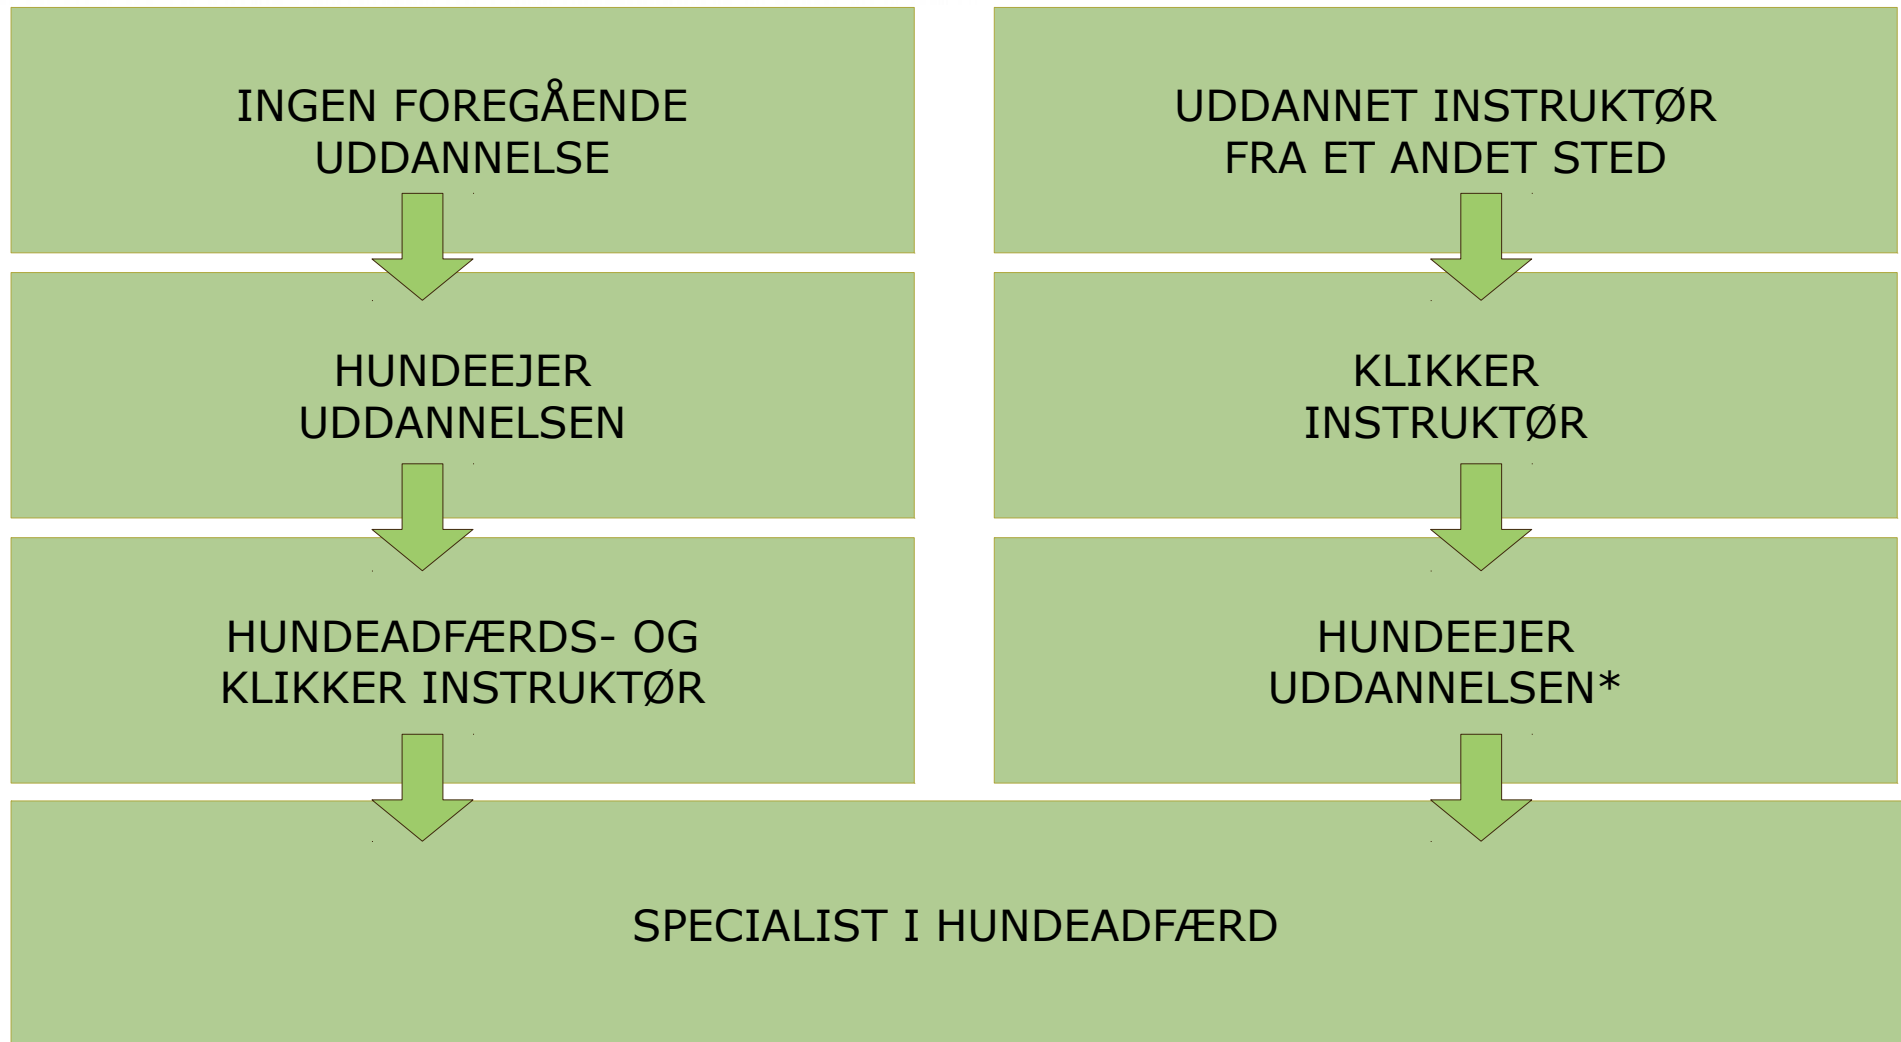 INGEN FOREGÅENDE
UDDANNELSE
HUNDEEJER
UDDANNELSEN
HUNDEADFÆRDS- OG
KLIKKER INSTRUKTØR
UDDANNET INSTRUKTØR
FRA ET ANDET STED
KLIKKER
INSTRUKTØR
HUNDEEJER
UDDANNELSEN*
SPECIALIST I HUNDEADFÆRD